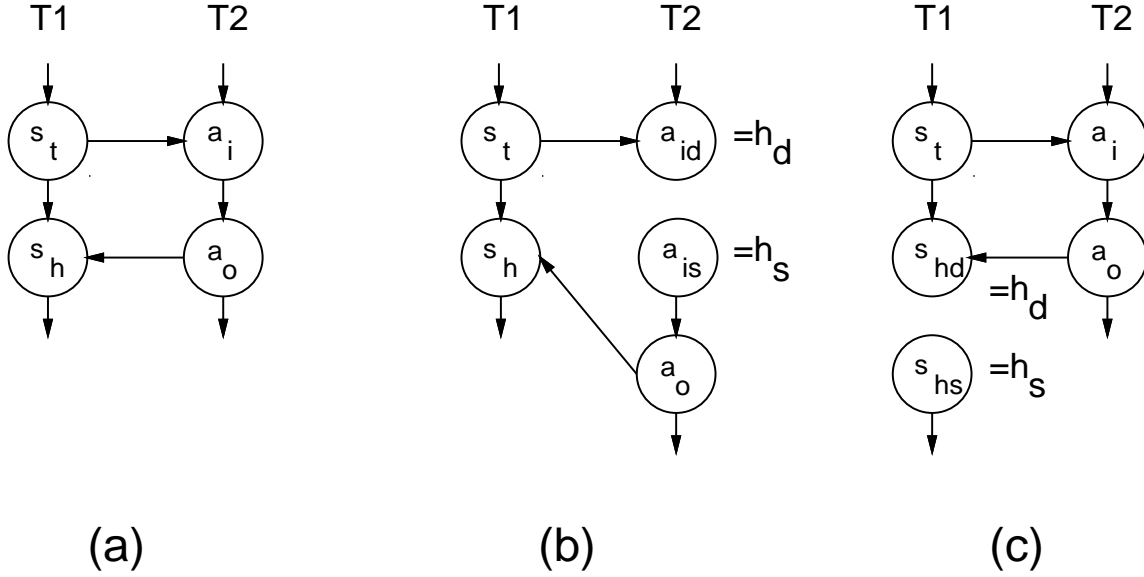 T1 T2 T1 T2 T1 T2
s t a i s t a id =h d s t a i
s h a o s h a is =h s s hd a o
=h d
a o s hs =h s
(a) (b) (c)